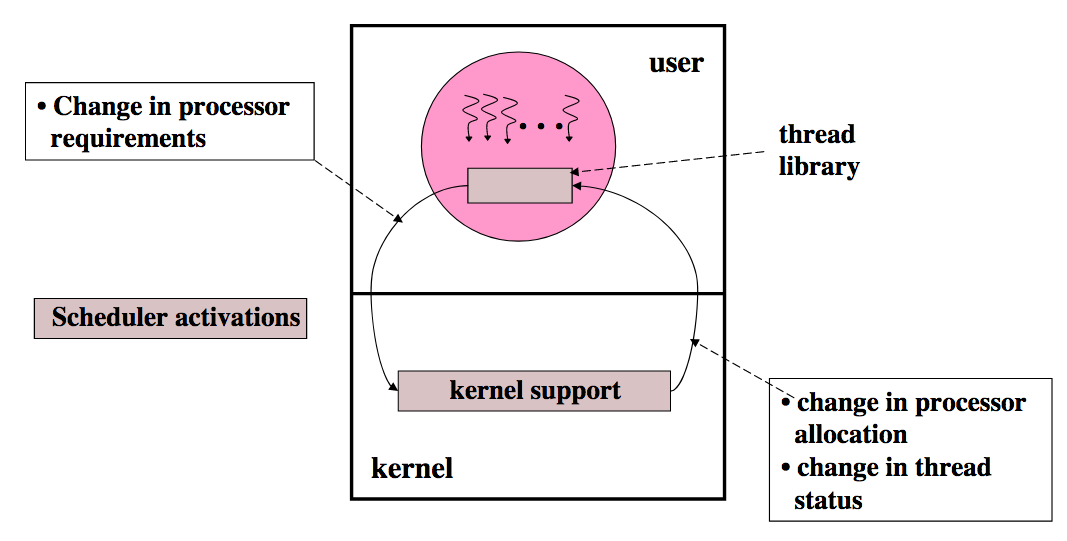 user
• Change in processor
requirements
thread
library
Scheduler activations
kernel support
kernel
• change in processor
allocation
• change in thread
status